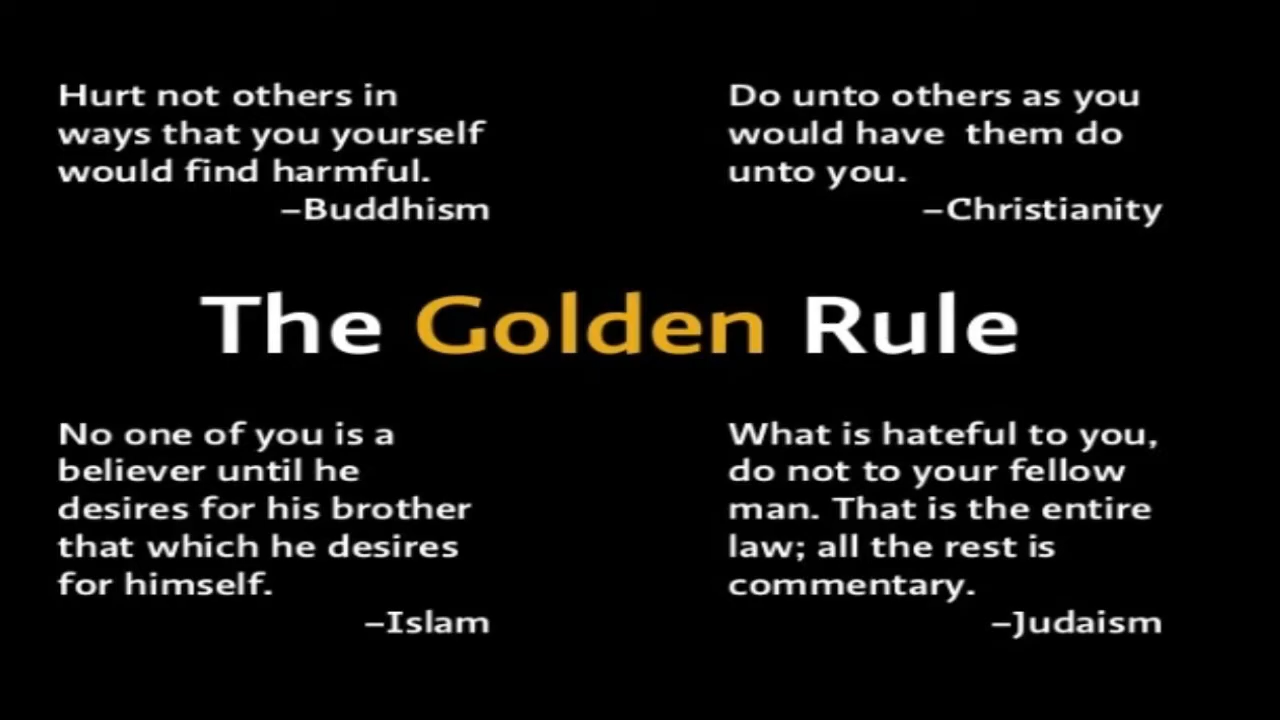 Hurt not others in
ways that you yourself
would find harmful.
–Buddhism
Do unto others as you
would have them do
unto you.
–Christianity
The Golden Rule
No one of you is a
believer until he
desires for his brother
that which he desires
for himself.
–Islam
What is hateful to you,
do not to your fellow
man. That is the entire
law; all the rest is
commentary.
–Judaism